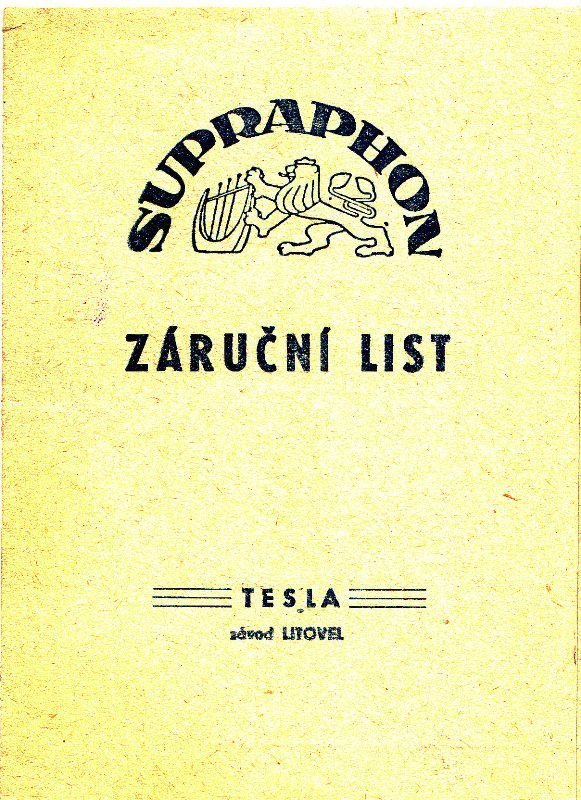 SUPRAPHON
ZÁRUČNÍ LIST
TESLA
závod LITOVEL